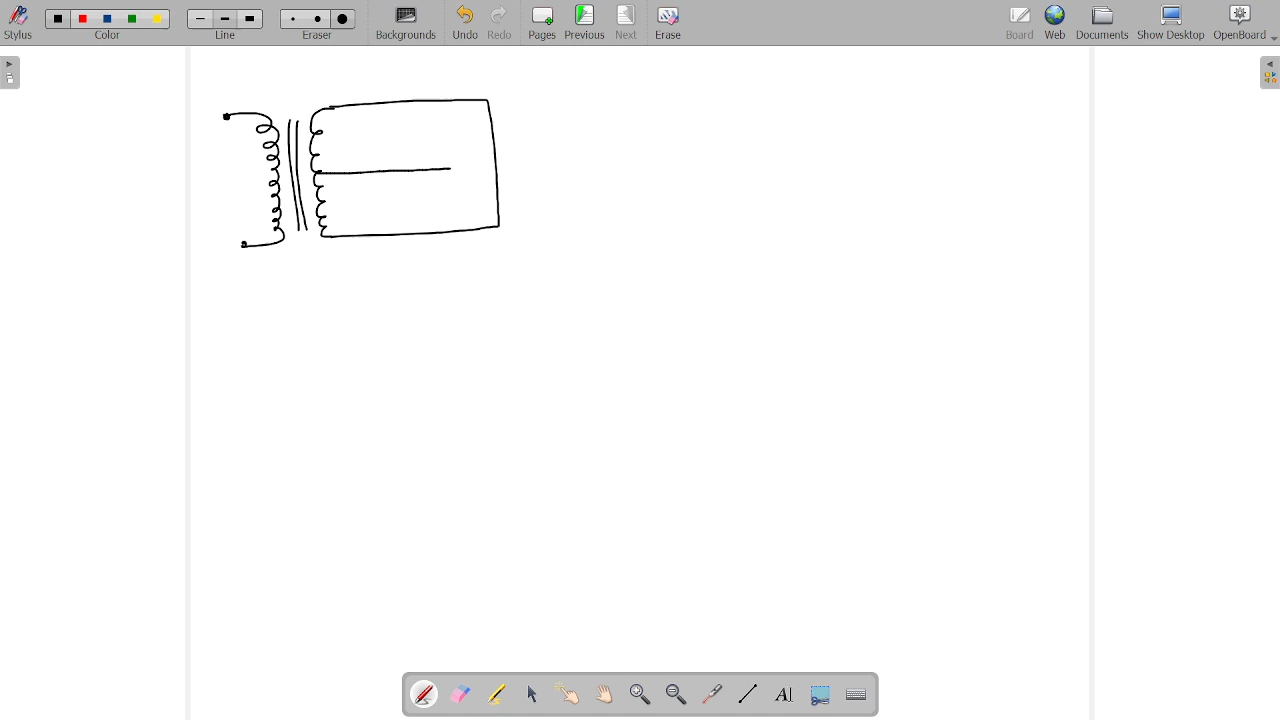 Stylus
Color
Line
Eraser
Backgrounds
Undo
Redo
Pages
Previous
Next
Erase
Board
Web
Documents
Show Desktop
OpenBoard
A